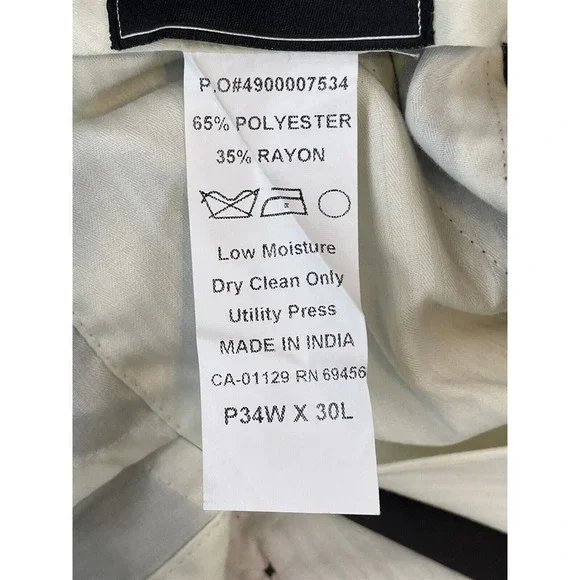 P.O#4900007534
65% POLYESTER
35% RAYON
Low Moisture
Dry Clean Only
Utility Press
MADE IN INDIA
CA-01129 RN 69456
P34W X 30L